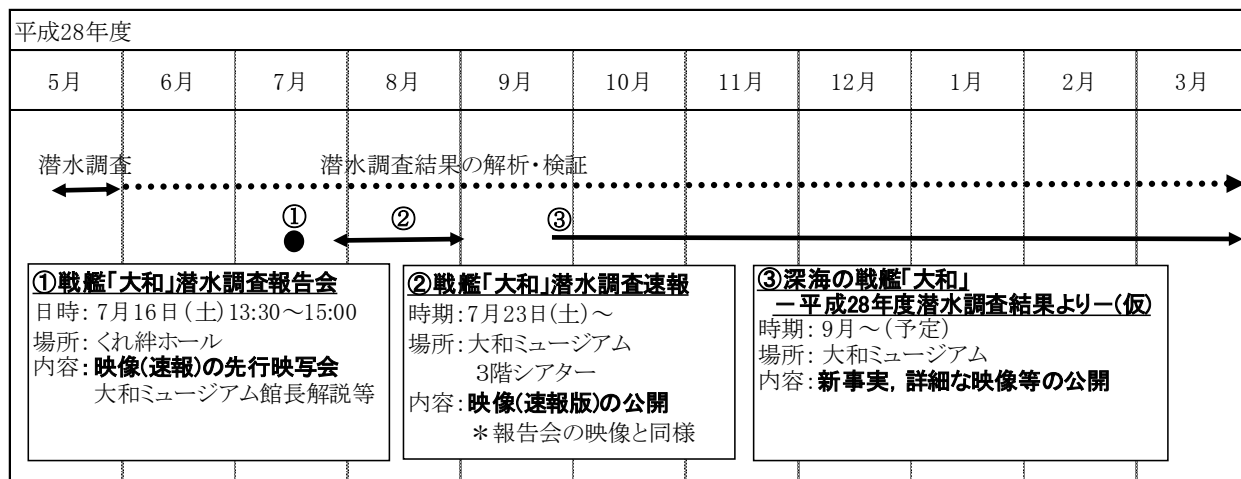 平成28年度
5月 6月 7月 8月 9月 10月 11月 12月 1月 2月 3月
潜水調査 潜水調査結果の解析・検証
① ② ③
①戦艦「大和」潜水調査報告会
日時：7月16日(土)13:30～15:00
場所：くれ絆ホール
内容：映像(速報)の先行映写会
大和ミュージアム館長解説等
②戦艦「大和」潜水調査速報
時期：7月23日(土)～
場所：大和ミュージアム
3階シアター
内容：映像(速報版)の公開
＊報告会の映像と同様
③深海の戦艦「大和」
－平成28年度潜水調査結果より－(仮)
時期：9月～(予定)
場所：大和ミュージアム
内容：新事実，詳細な映像等の公開